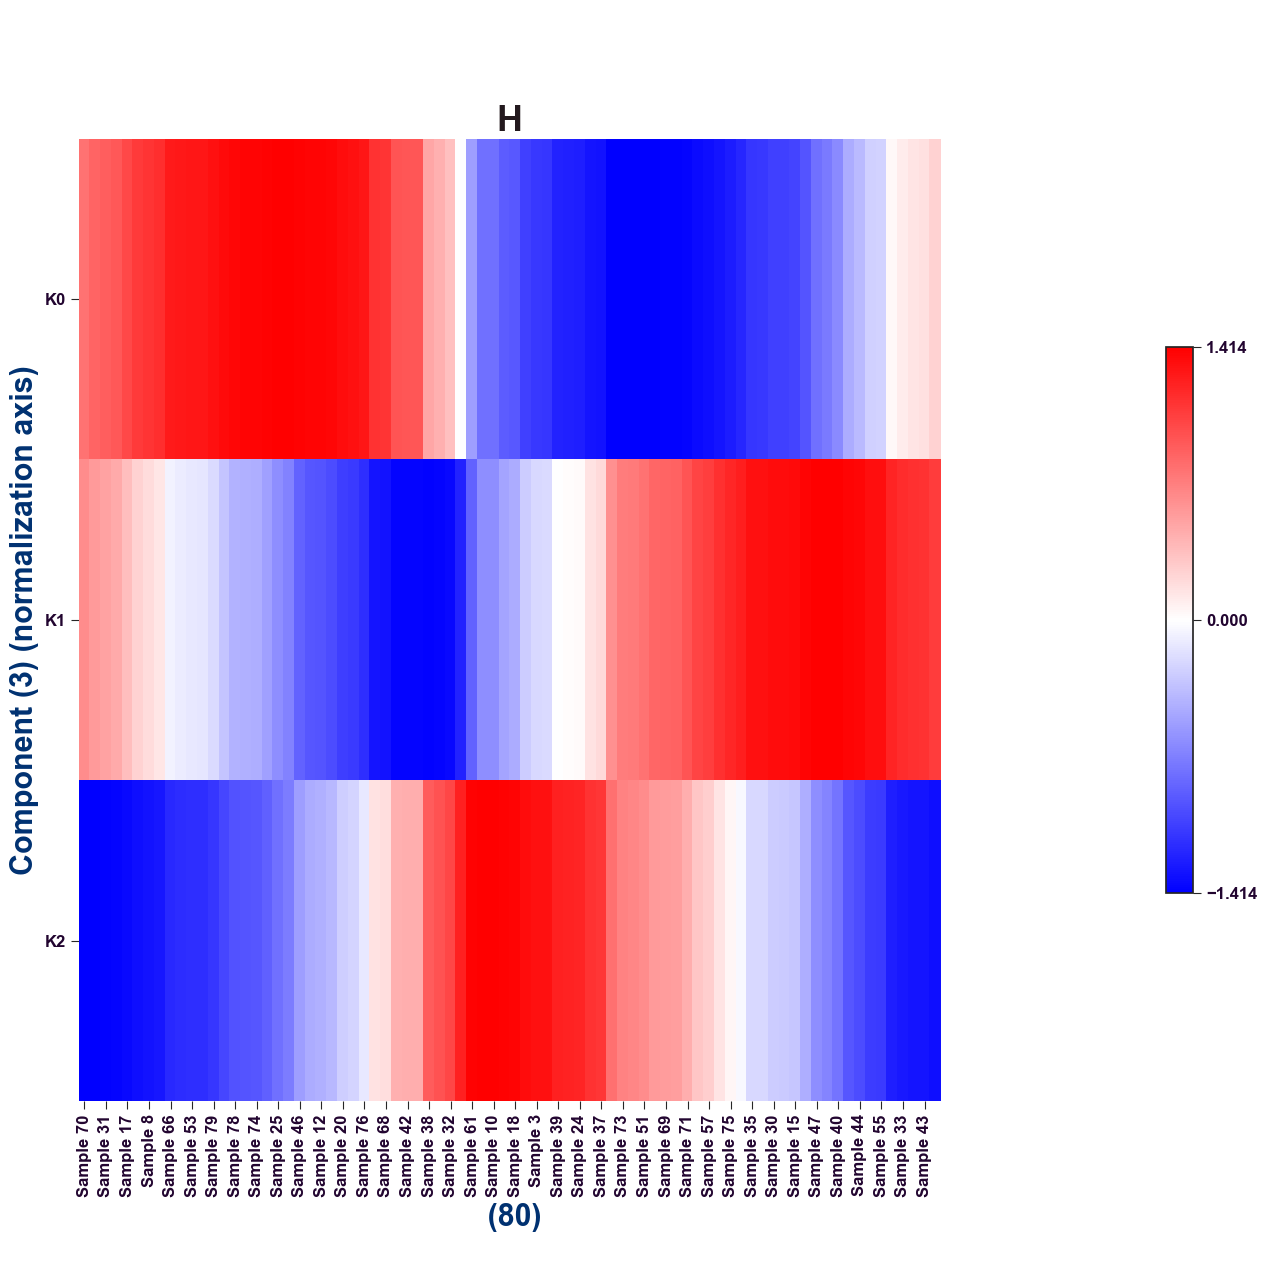 H
Component (3) (normalization axis)
K0
K1
K2
1.414
0.000
−1.414
Sample 70
Sample 31
Sample 17
Sample 8
Sample 66
Sample 53
Sample 79
Sample 78
Sample 74
Sample 25
Sample 46
Sample 12
Sample 20
Sample 76
Sample 68
Sample 42
Sample 38
Sample 32
Sample 61
Sample 10
Sample 18
Sample 3
Sample 39
Sample 24
Sample 37
Sample 73
Sample 51
Sample 69
Sample 71
Sample 57
Sample 75
Sample 35
Sample 30
Sample 15
Sample 47
Sample 40
Sample 44
Sample 55
Sample 33
Sample 43
(80)